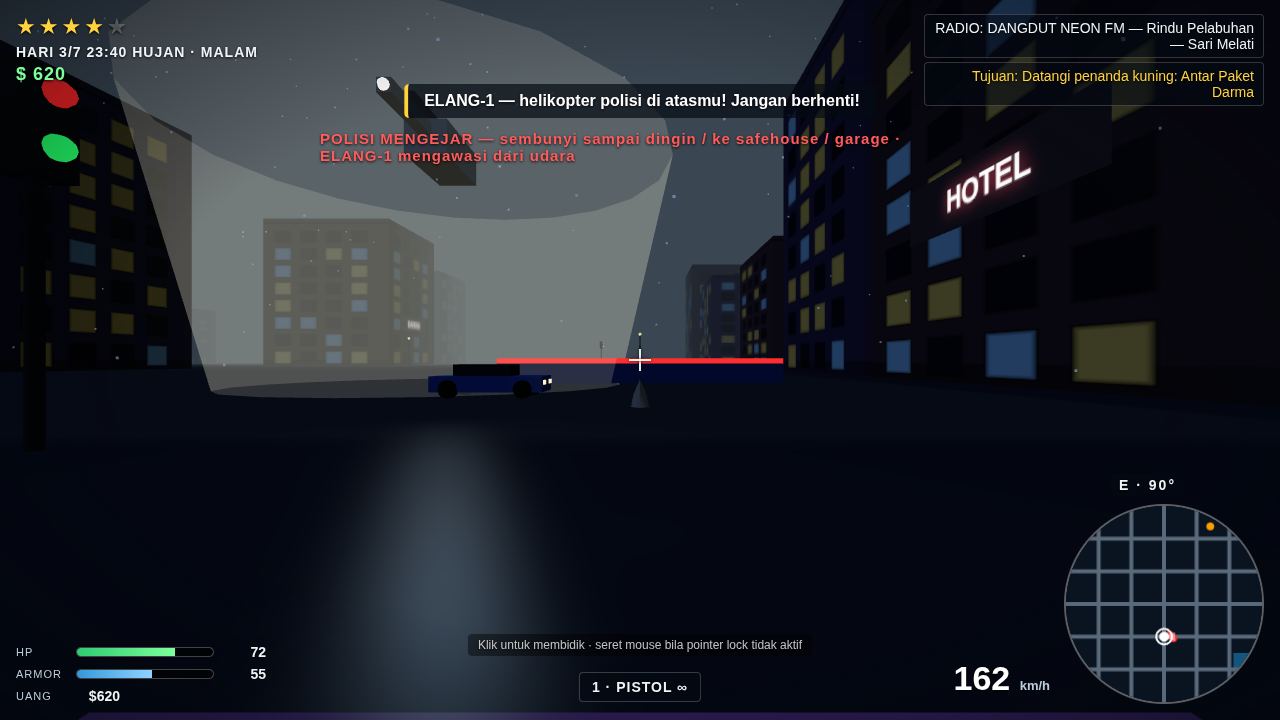 ★★★★★
HARI 3/7 23:40 HUJAN · MALAM
$ 620
RADIO: DANGDUT NEON FM — Rindu Pelabuhan
— Sari Melati
Tujuan: Datangi penanda kuning: Antar Paket
Darma
ELANG-1 — helikopter polisi di atasmu! Jangan berhenti!
POLISI MENGEJAR — sembunyi sampai dingin / ke safehouse / garage ·
ELANG-1 mengawasi dari udara
HOTEL
E · 90°
Klik untuk membidik · seret mouse bila pointer lock tidak aktif
HP 72
ARMOR 55
UANG $620
1 · PISTOL ∞
162 km/h